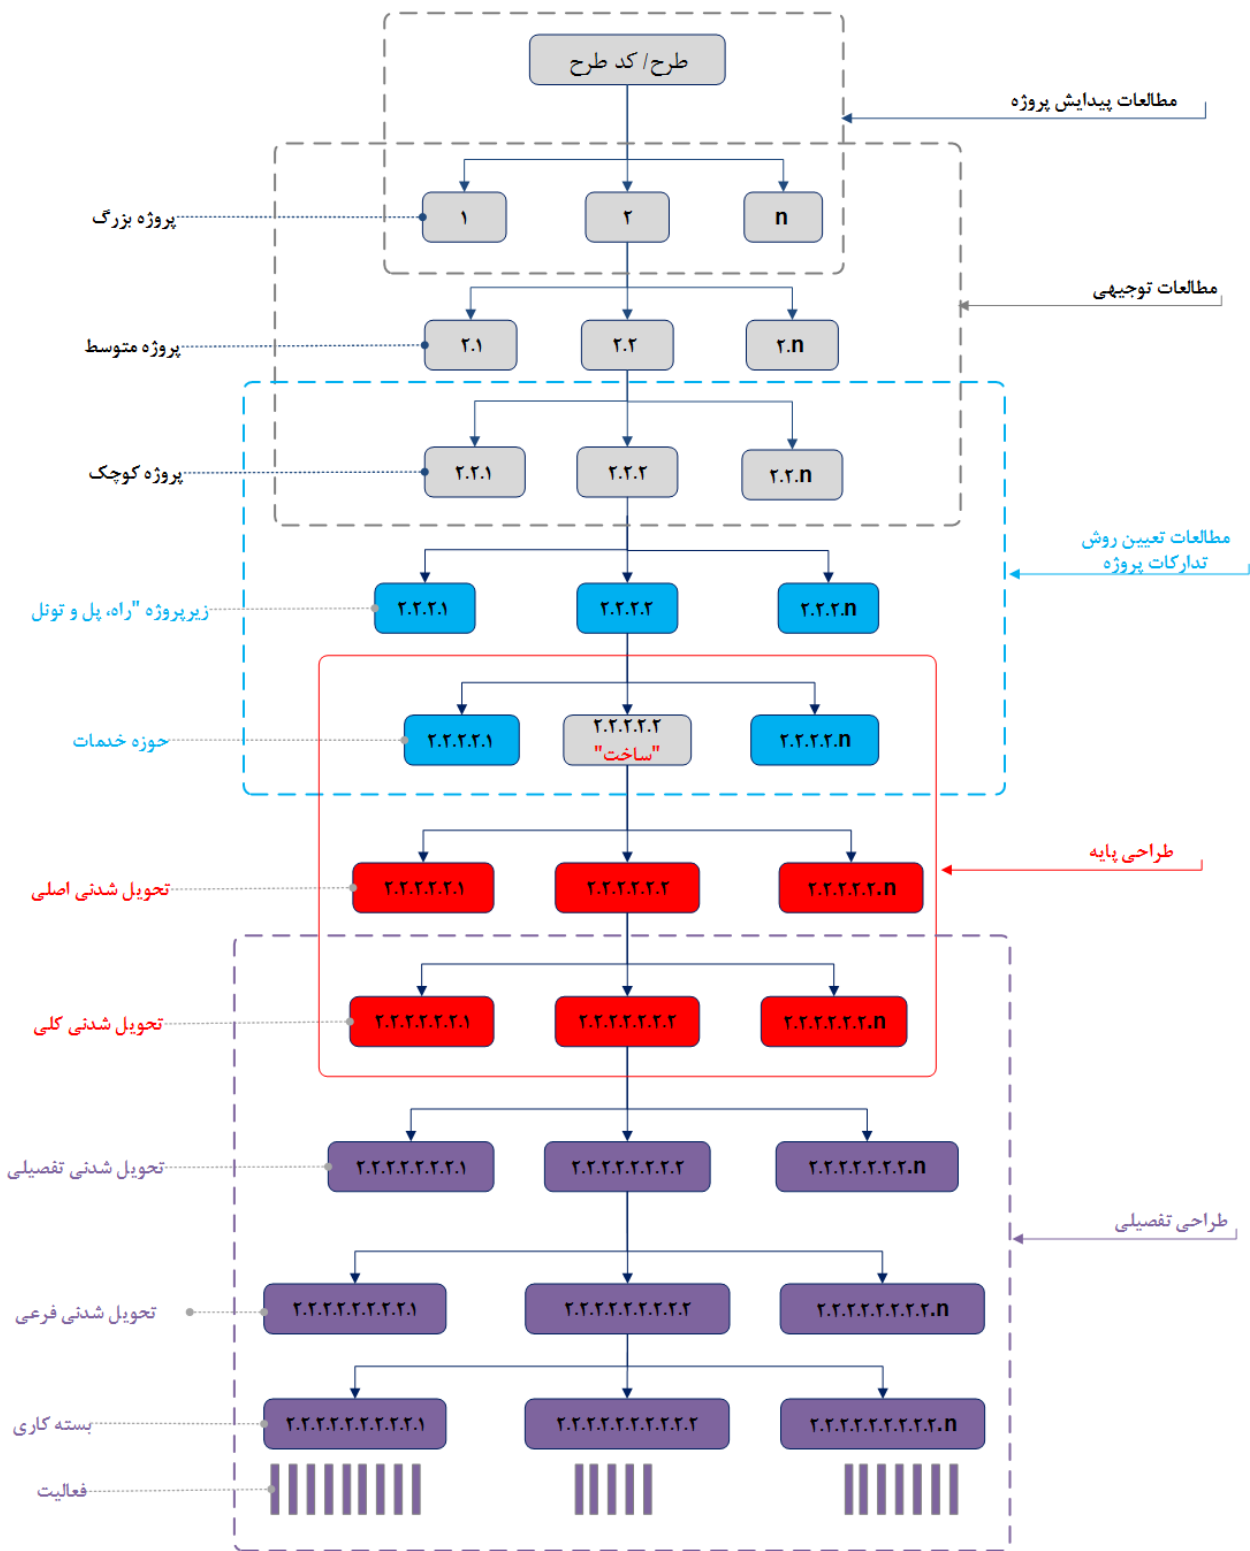 طرح/ کد طرح
مطالعات پیدایش پروژه
پروژه بزرگ
۱
۲
n
مطالعات توجیهی
پروژه متوسط
۲.۱
۲.۲
۲.n
پروژه کوچک
۲.۲.۱
۲.۲.۲
۲.۲.n
مطالعات تعیین روش
تدارکات پروژه
زیرپروژه "راه، پل و تونل
۲.۲.۲.۱
۲.۲.۲.۲
۲.۲.۲.n
حوزه خدمات
۲.۲.۲.۲.۱
۲.۲.۲.۲.۲
"ساخت"
۲.۲.۲.۲.n
طراحی پایه
تحویل شدنی اصلی
۲.۲.۲.۲.۲.۱
۲.۲.۲.۲.۲.۲
۲.۲.۲.۲.۲.n
تحویل شدنی کلی
۲.۲.۲.۲.۲.۲.۱
۲.۲.۲.۲.۲.۲.۲
۲.۲.۲.۲.۲.۲.n
تحویل شدنی تفصیلی
۲.۲.۲.۲.۲.۲.۲.۱
۲.۲.۲.۲.۲.۲.۲.۲
۲.۲.۲.۲.۲.۲.۲.n
طراحی تفصیلی
تحویل شدنی فرعی
۲.۲.۲.۲.۲.۲.۲.۲.۱
۲.۲.۲.۲.۲.۲.۲.۲.۲
۲.۲.۲.۲.۲.۲.۲.۲.n
بسته کاری
۲.۲.۲.۲.۲.۲.۲.۲.۲.۱
۲.۲.۲.۲.۲.۲.۲.۲.۲.۲
۲.۲.۲.۲.۲.۲.۲.۲.۲.n
فعالیت